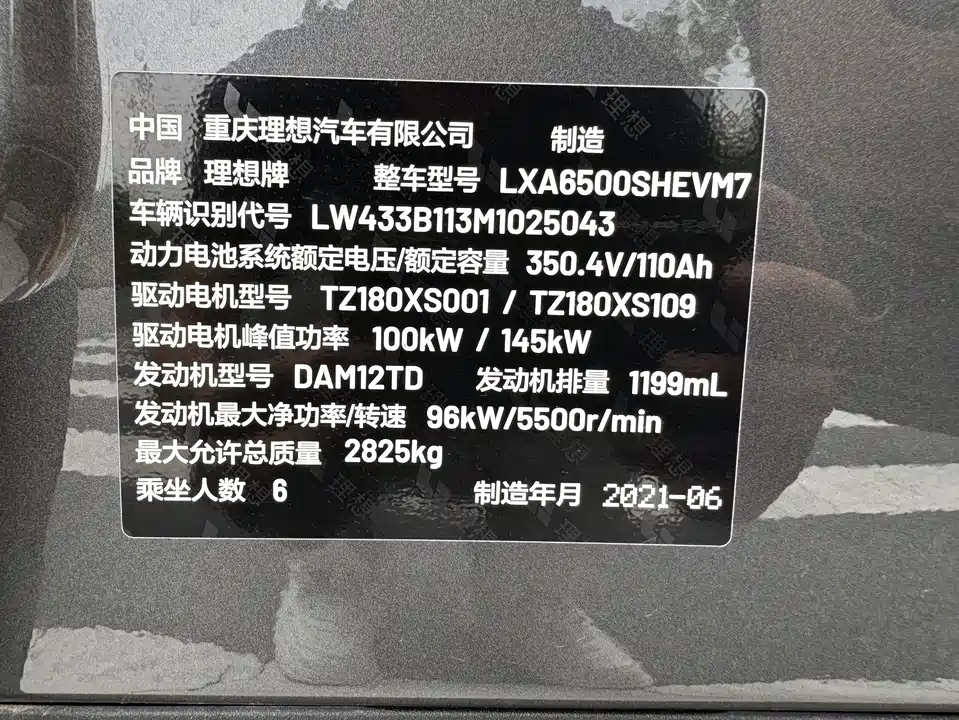 中国 重庆理想汽车有限公司 制造
品牌 理想牌 整车型号 LXA6500SHEVM7
车辆识别代号 LW433B113M1025043
动力电池系统额定电压/额定容量 350.4V/110Ah
驱动电机型号 TZ180XS001 / TZ180XS109
驱动电机峰值功率 100kW / 145kW
发动机型号 DAM12TD 发动机排量 1199mL
发动机最大净功率/转速 96kW/5500r/min
最大允许总质量 2825kg
乘坐人数 6 制造年月 2021-06